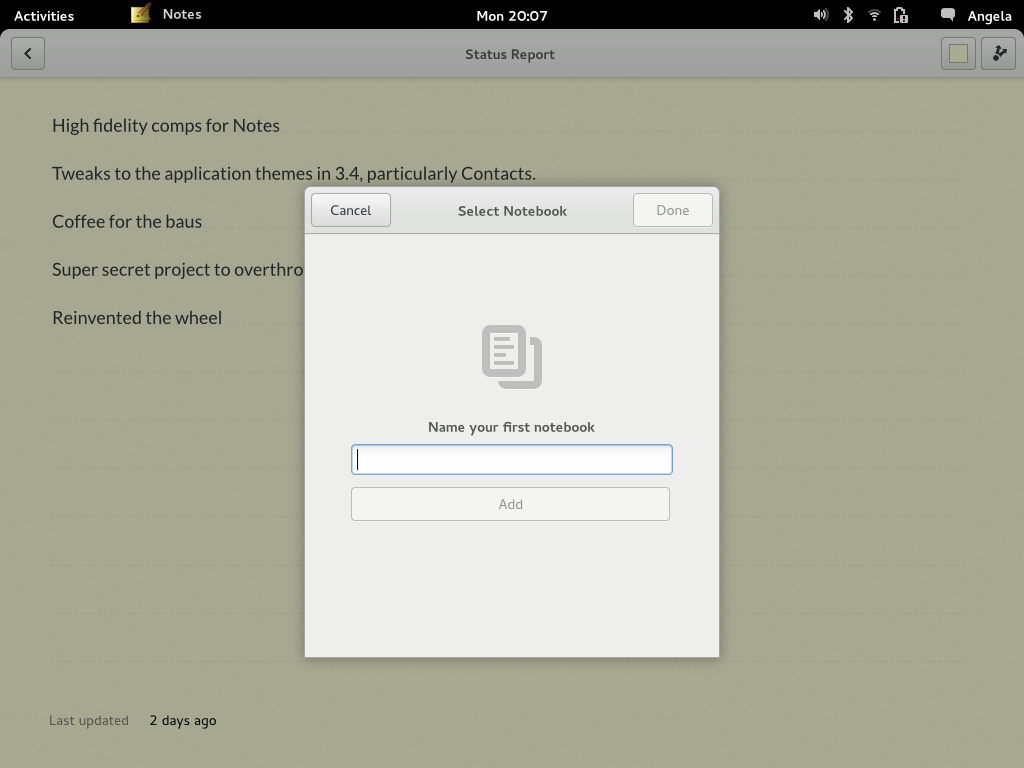 Activities Notes Mon 20:07 Angela
Status Report
High fidelity comps for Notes
Tweaks to the application themes in 3.4, particularly Contacts.
Coffee for the baus
Super secret project to overthro
Reinvented the wheel
Cancel Select Notebook Done
Name your first notebook
Add
Last updated 2 days ago